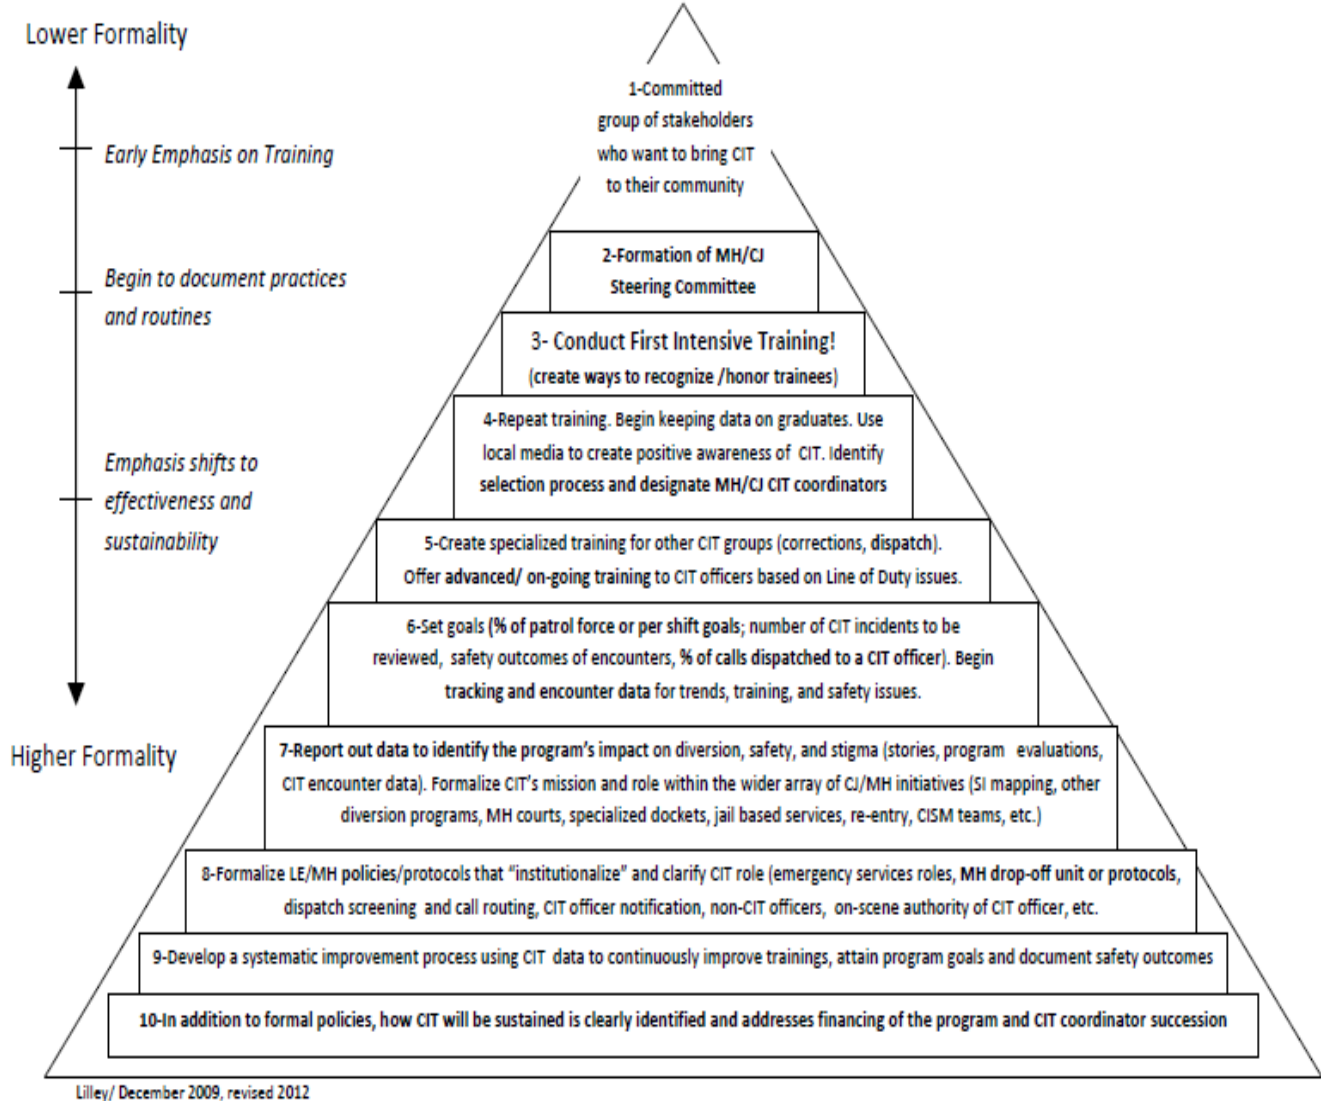 Lower Formality
Early Emphasis on Training
Begin to document practices
and routines
Emphasis shifts to
effectiveness and
sustainability
Higher Formality
1-Committed
group of stakeholders
who want to bring CIT
to their community
2-Formation of MH/CJ
Steering Committee
3- Conduct First Intensive Training!
(create ways to recognize /honor trainees)
4-Repeat training. Begin keeping data on graduates. Use
local media to create positive awareness of CIT. Identify
selection process and designate MH/CJ CIT coordinators
5-Create specialized training for other CIT groups (corrections, dispatch).
Offer advanced/ on-going training to CIT officers based on Line of Duty issues.
6-Set goals (% of patrol force or per shift goals; number of CIT incidents to be
reviewed, safety outcomes of encounters, % of calls dispatched to a CIT officer). Begin
tracking and encounter data for trends, training, and safety issues.
7-Report out data to identify the program's impact on diversion, safety, and stigma (stories, program evaluations,
CIT encounter data). Formalize CIT's mission and role within the wider array of CJ/MH initiatives (SI mapping, other
diversion programs, MH courts, specialized dockets, jail based services, re-entry, CISM teams, etc.)
8-Formalize LE/MH policies/protocols that "institutionalize" and clarify CIT role (emergency services roles, MH drop-off unit or protocols,
dispatch screening and call routing, CIT officer notification, non-CIT officers, on-scene authority of CIT officer, etc.
9-Develop a systematic improvement process using CIT data to continuously improve trainings, attain program goals and document safety outcomes
10-In addition to formal policies, how CIT will be sustained is clearly identified and addresses financing of the program and CIT coordinator succession
Lilley/ December 2009, revised 2012